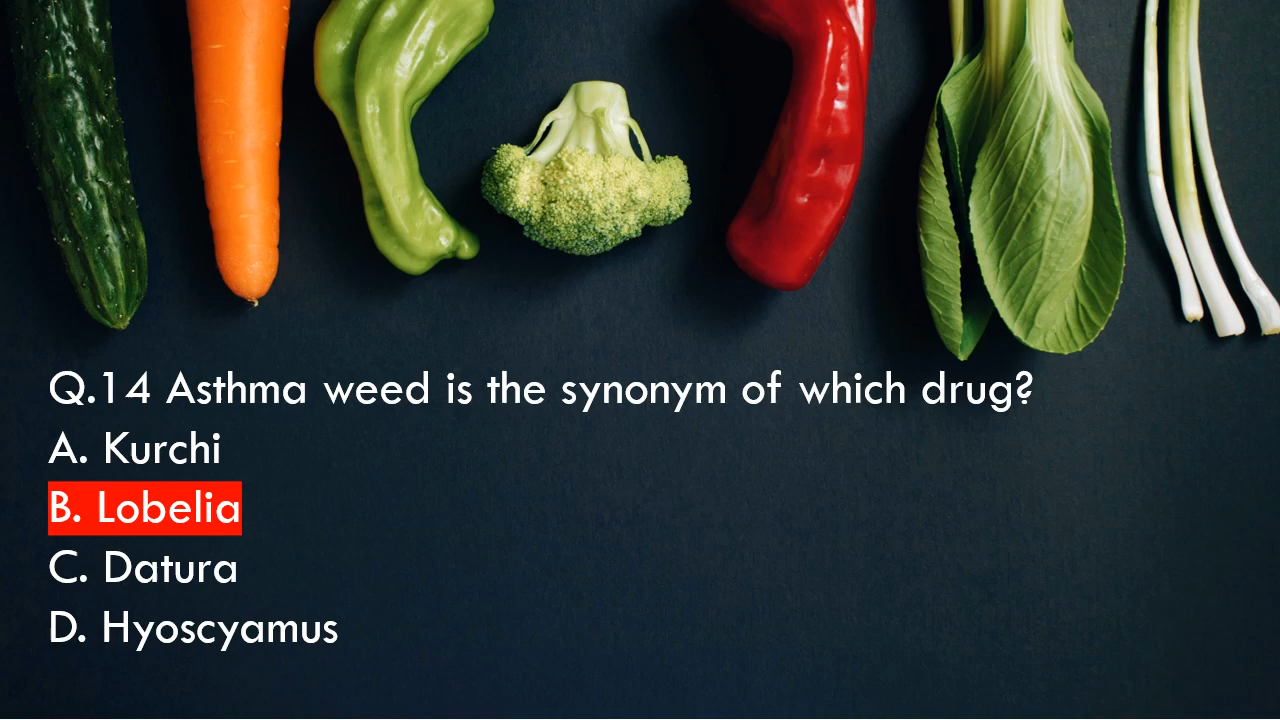 Q.14 Asthma weed is the synonym of which drug?
A. Kurchi
B. Lobelia
C. Datura
D. Hyoscyamus